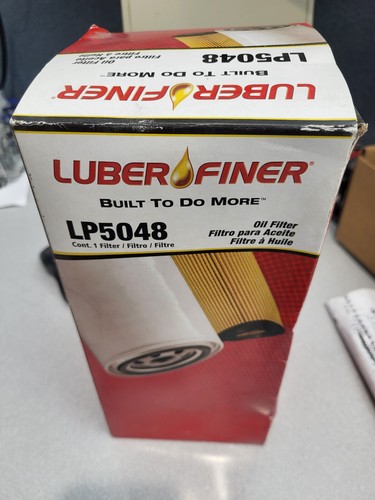 Oil Filter
Filtro para Aceite
Filtre à Huile
LP5048
BUILT TO DO MORE™
LUBER FINER®
LUBER FINER®
BUILT TO DO MORE™
LP5048
Cont. 1 Filter / Filtro / Filtre
Oil Filter
Filtro para Aceite
Filtre à Huile